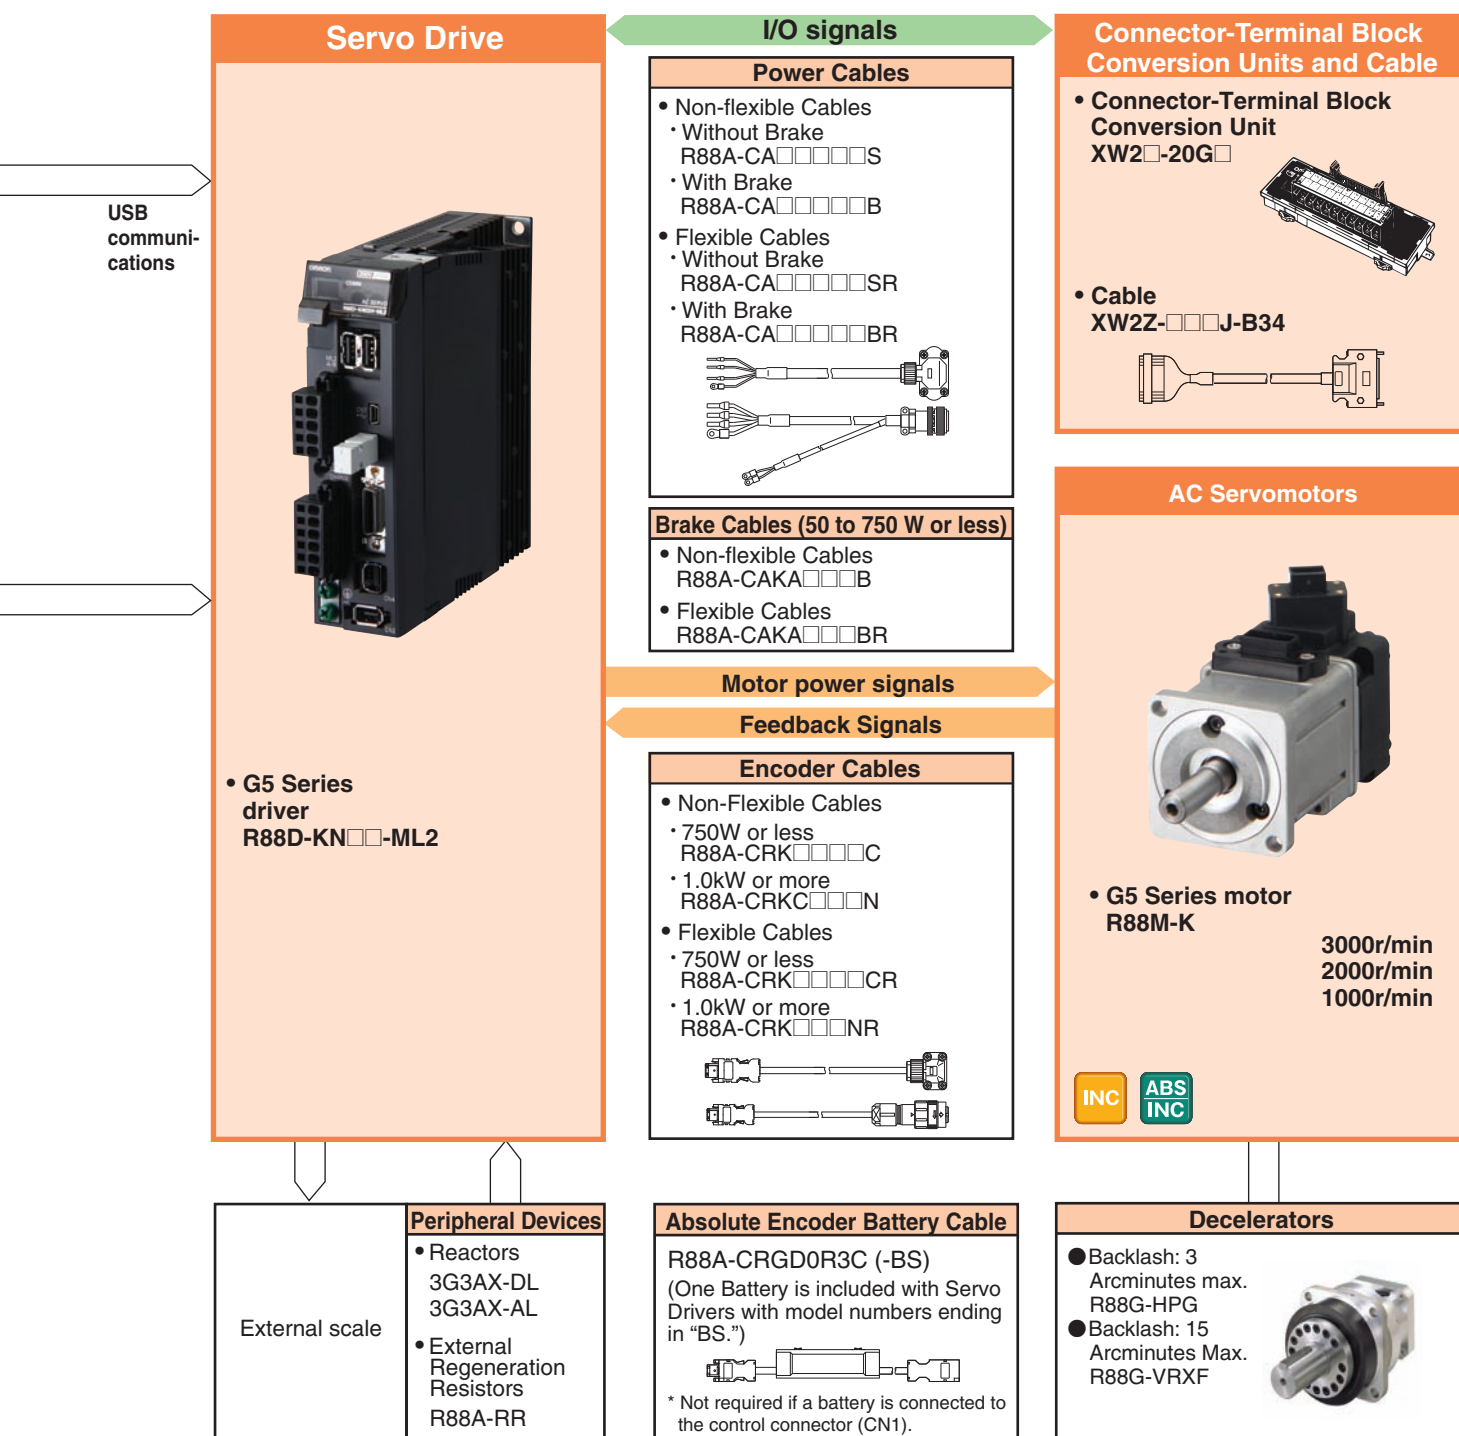 Servo Drive
USB
communi-
cations
OMRON
AC SERVO
• G5 Series
driver
R88D-KN□□-ML2
I/O signals
Power Cables
• Non-flexible Cables
・Without Brake
R88A-CA□□□□□S
・With Brake
R88A-CA□□□□□B
• Flexible Cables
・Without Brake
R88A-CA□□□□□SR
・With Brake
R88A-CA□□□□□BR
Brake Cables (50 to 750 W or less)
• Non-flexible Cables
R88A-CAKA□□□B
• Flexible Cables
R88A-CAKA□□□BR
Motor power signals
Feedback Signals
Encoder Cables
• Non-Flexible Cables
・750W or less
R88A-CRK□□□□C
・1.0kW or more
R88A-CRKC□□□N
• Flexible Cables
・750W or less
R88A-CRK□□□□CR
・1.0kW or more
R88A-CRK□□□NR
Connector-Terminal Block
Conversion Units and Cable
• Connector-Terminal Block
Conversion Unit
XW2□-20G□
• Cable
XW2Z-□□□J-B34
AC Servomotors
• G5 Series motor
R88M-K
3000r/min
2000r/min
1000r/min
INC
ABS
INC
External scale
Peripheral Devices
• Reactors
3G3AX-DL
3G3AX-AL
• External
Regeneration
Resistors
R88A-RR
Absolute Encoder Battery Cable
R88A-CRGD0R3C (-BS)
(One Battery is included with Servo
Drivers with model numbers ending
in “BS.”)
* Not required if a battery is connected to
the control connector (CN1).
Decelerators
●Backlash: 3
Arcminutes max.
R88G-HPG
●Backlash: 15
Arcminutes Max.
R88G-VRXF